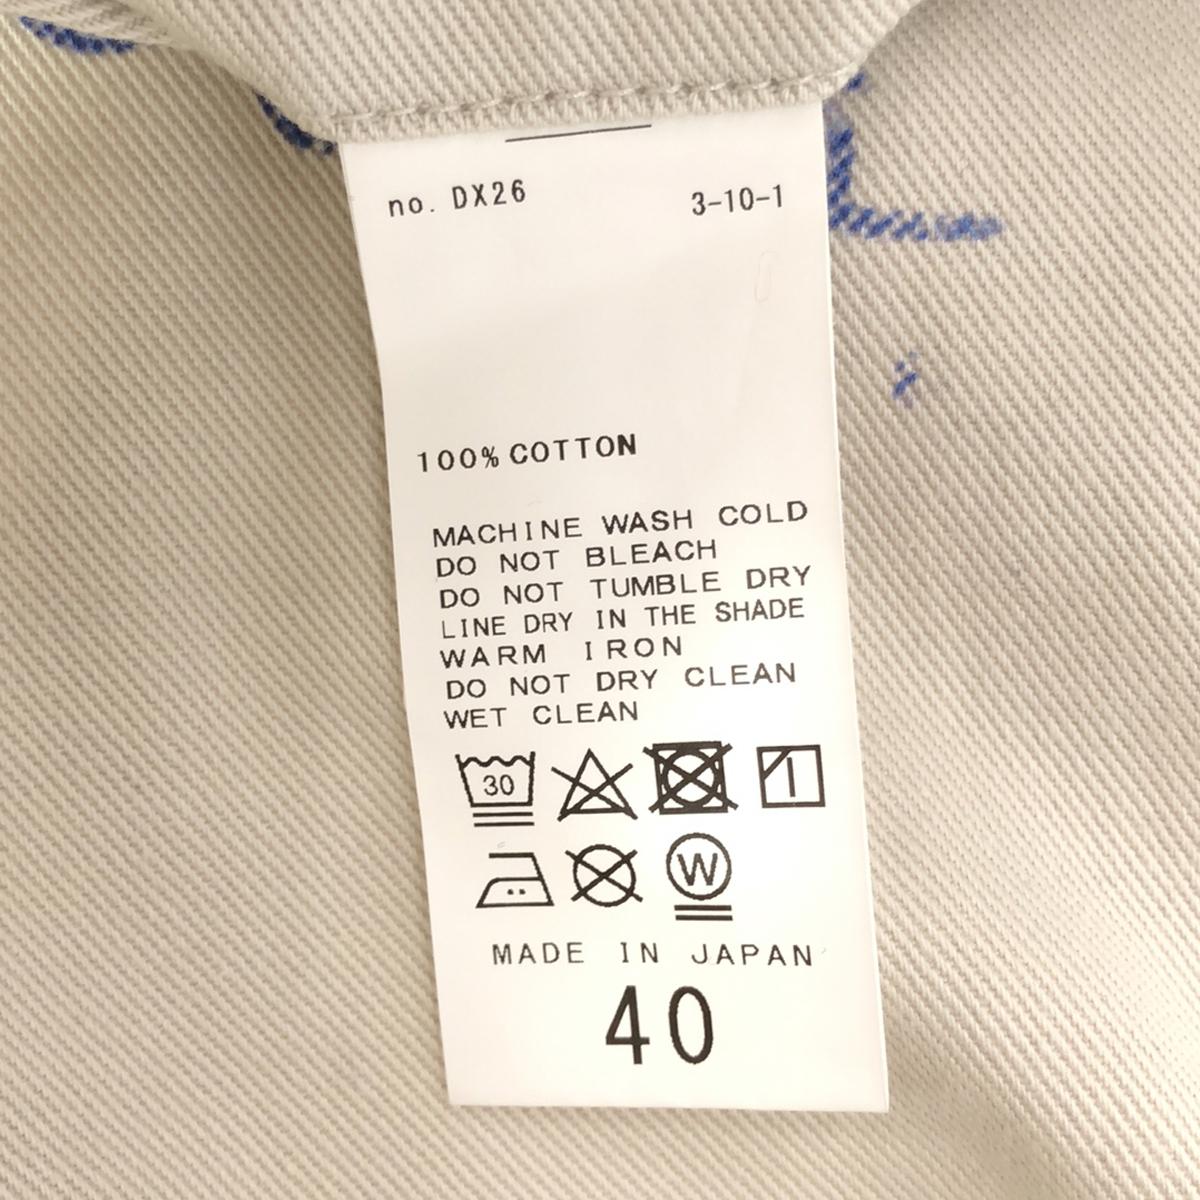 no. DX26 3-10-1
100% COTTON
MACHINE WASH COLD
DO NOT BLEACH
DO NOT TUMBLE DRY
LINE DRY IN THE SHADE
WARM IRON
DO NOT DRY CLEAN
WET CLEAN
30
W
MADE IN JAPAN
40